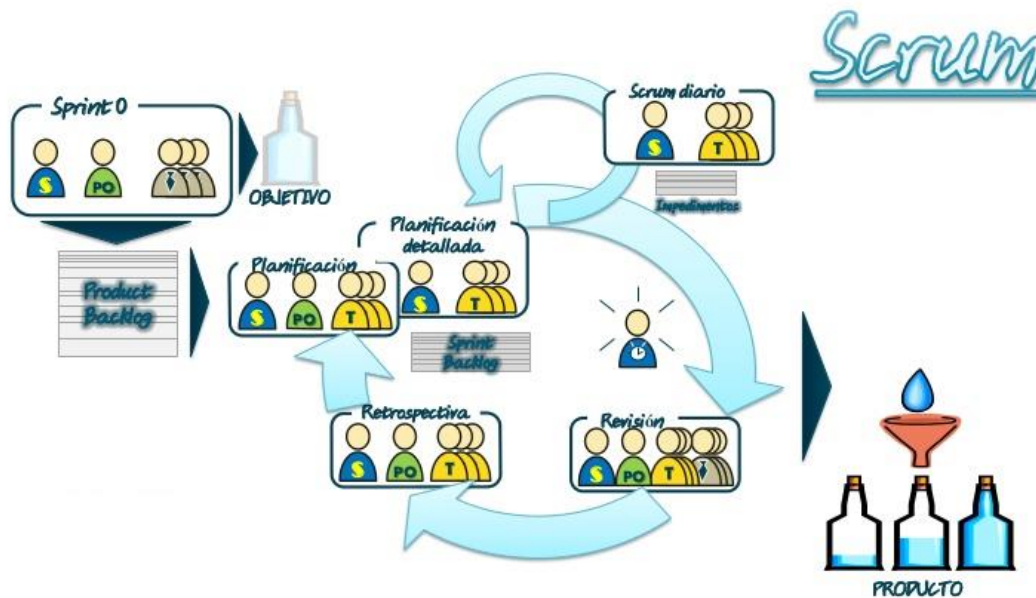 Scrum
Sprint 0
S
PO
OBJETIVO
Product
Backlog
Planificación
S
PO
T
Planificación
detallada
S
T
Sprint
Backlog
Scrum diario
S
T
Impedimentos
Revisión
S
PO
T
Retrospectiva
S
PO
T
PRODUCTO